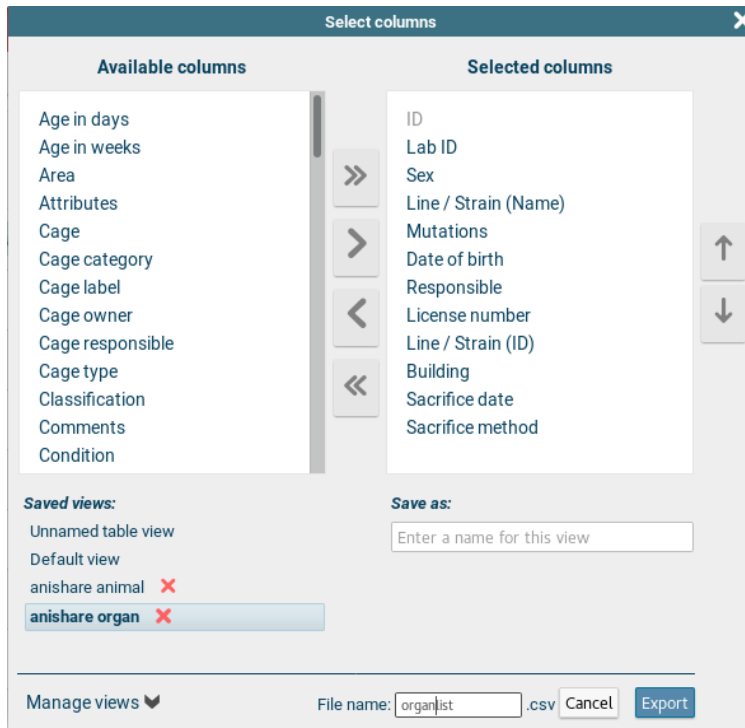 Select columns
Available columns
Age in days
Age in weeks
Area
Attributes
Cage
Cage category
Cage label
Cage owner
Cage responsible
Cage type
Classification
Comments
Condition
Selected columns
ID
Lab ID
Sex
Line / Strain (Name)
Mutations
Date of birth
Responsible
License number
Line / Strain (ID)
Building
Sacrifice date
Sacrifice method
Saved views:
Unnamed table view
Default view
anishare animal
anishare organ
Save as:
Enter a name for this view
Manage views
File name: organlist .csv Cancel Export